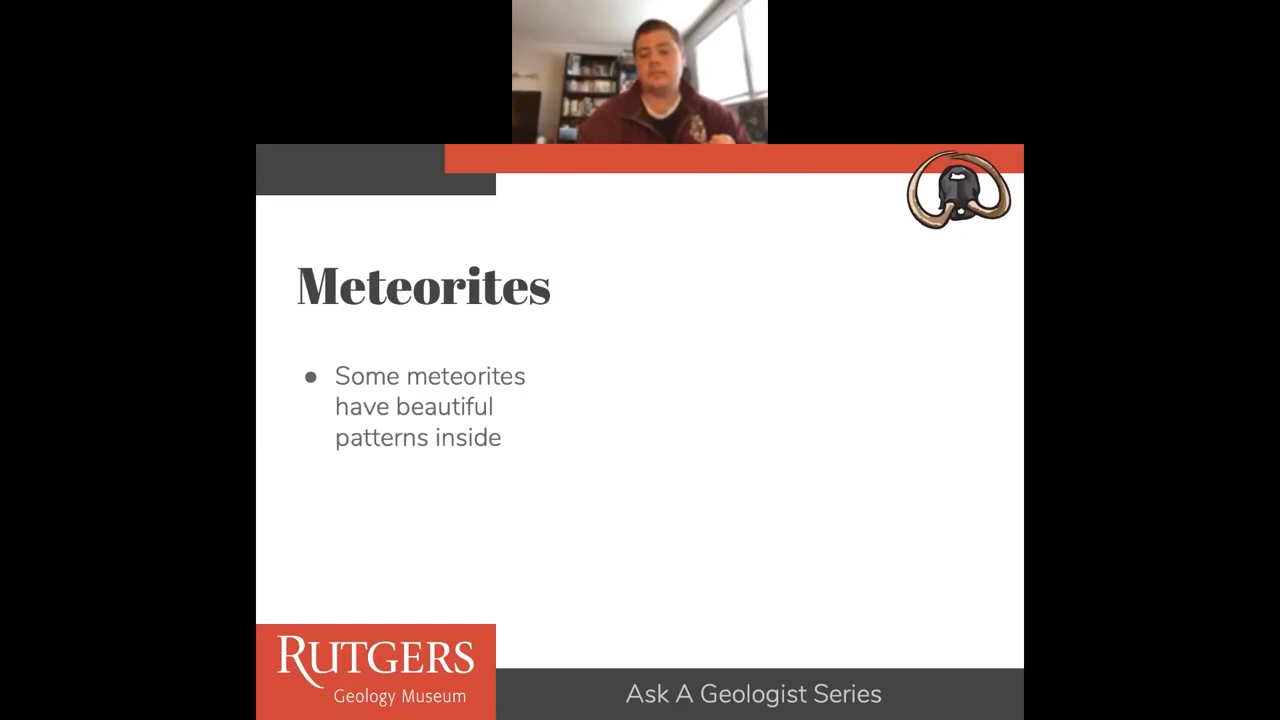 Meteorites
● Some meteorites
have beautiful
patterns inside
RUTGERS
Geology Museum
Ask A Geologist Series